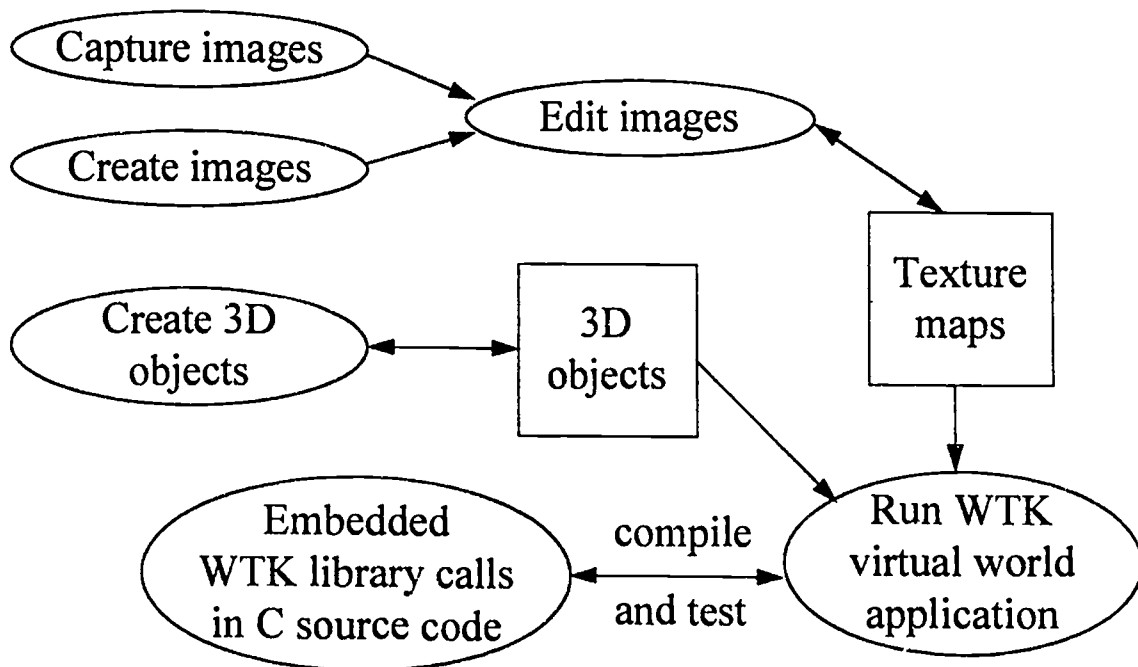 Capture images
Edit images
Create images
Texture
maps
Create 3D
objects
3D
objects
Embedded
WTK library calls
in C source code
compile
and test
Run WTK
virtual world
application